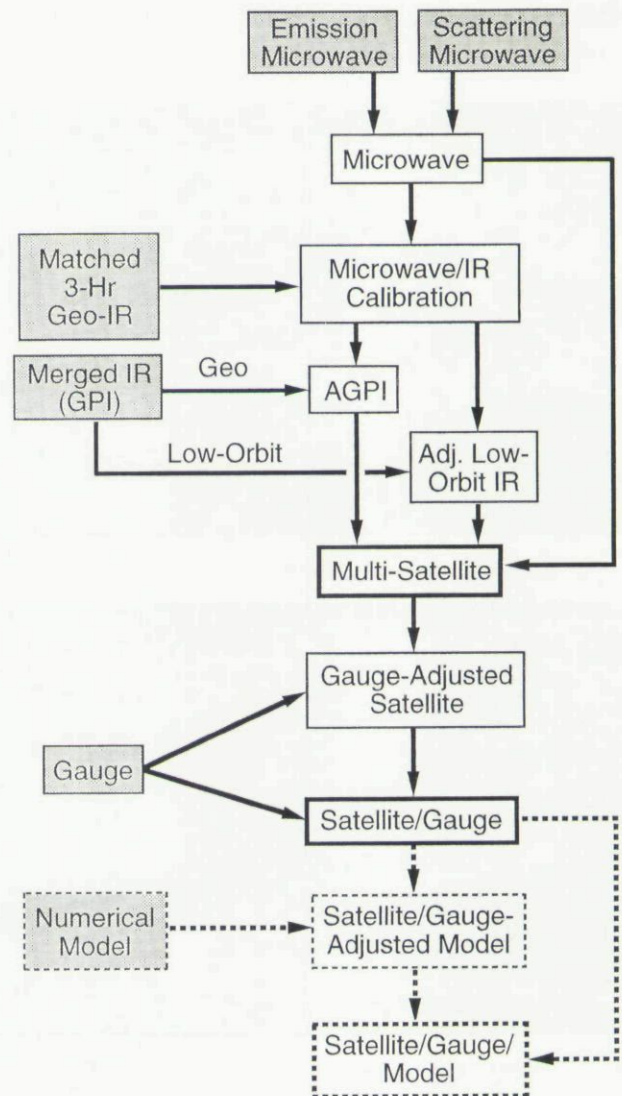 Emission
Microwave
Scattering
Microwave
Microwave
Matched
3-Hr
Geo-IR
Microwave/IR
Calibration
Merged IR
(GPI)
Geo
AGPI
Low-Orbit
Adj. Low-
Orbit IR
Multi-Satellite
Gauge-Adjusted
Satellite
Gauge
Satellite/Gauge
Numerical
Model
Satellite/Gauge-
Adjusted Model
Satellite/Gauge/
Model